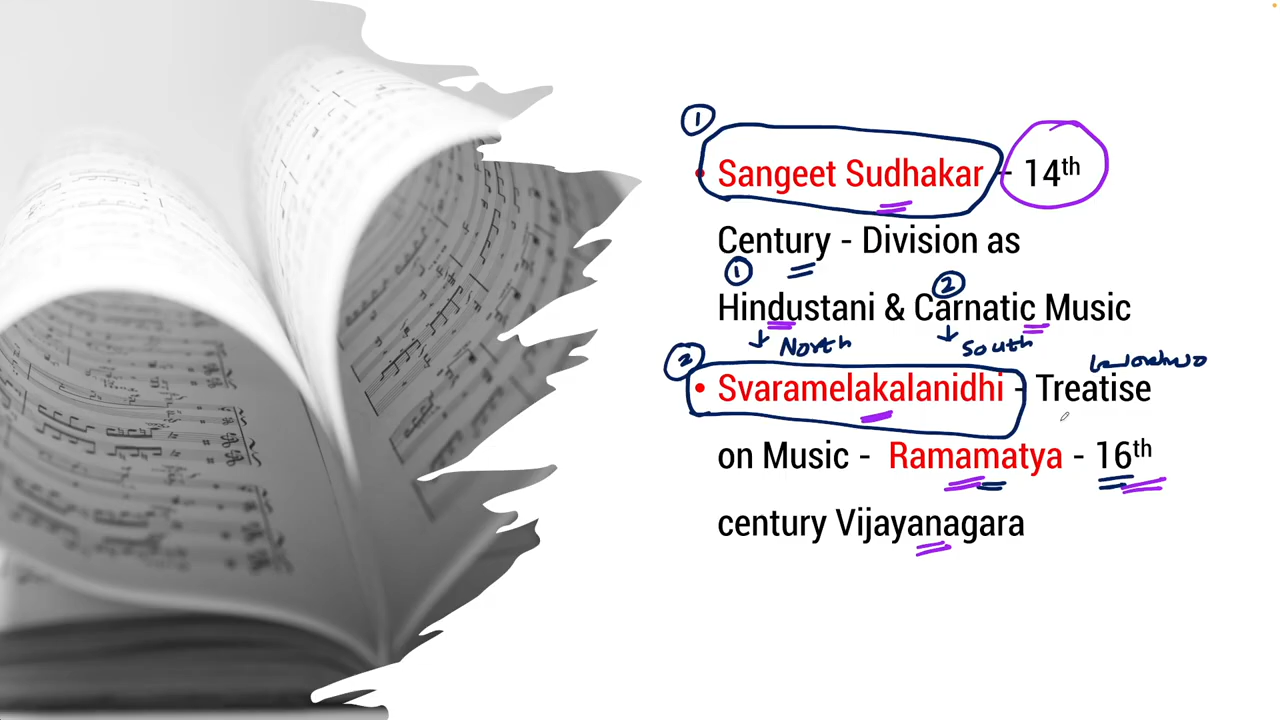 ①
• Sangeet Sudhakar - 14th
Century - Division as
① ②
Hindustani & Carnatic Music
↓ North ↓ South
②
• Svaramelakalanidhi - Treatise
on Music - Ramamatya - 16th
century Vijayanagara